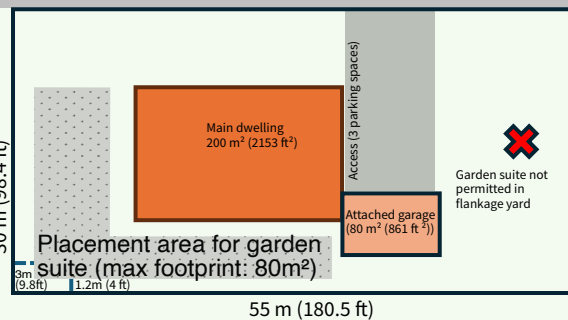 Access (3 parking spaces)
Main dwelling
200 m² (2153 ft²)
Garden suite not
permitted in
flankage yard
Attached garage
(80 m² (861 ft ²))
Placement area for garden
suite (max footprint: 80m²)
3m
(9.8ft)
1.2m (4 ft)
55 m (180.5 ft)